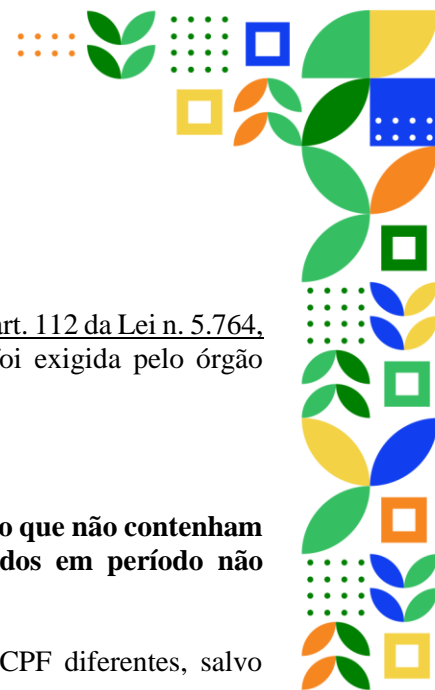 art. 112 da Lei n. 5.764,
foi exigida pelo órgão
o que não contenham
dos em período não
CPF diferentes, salvo